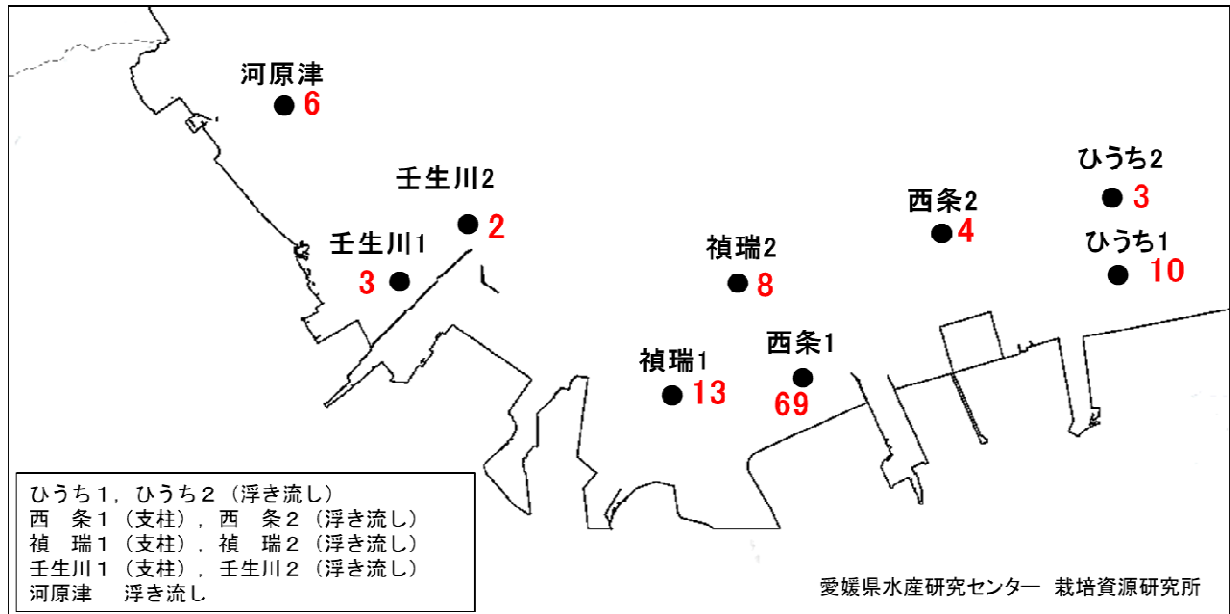 河原津
6
壬生川2
2
壬生川1
3
禎瑞2
8
禎瑞1
13
西条1
69
西条2
4
ひうち2
3
ひうち1
10
ひうち1，ひうち2（浮き流し）
西　条1（支柱），西　条2（浮き流し）
禎　瑞1（支柱），禎　瑞2（浮き流し）
壬生川1（支柱），壬生川2（浮き流し）
河原津　浮き流し
愛媛県水産研究センター　栽培資源研究所